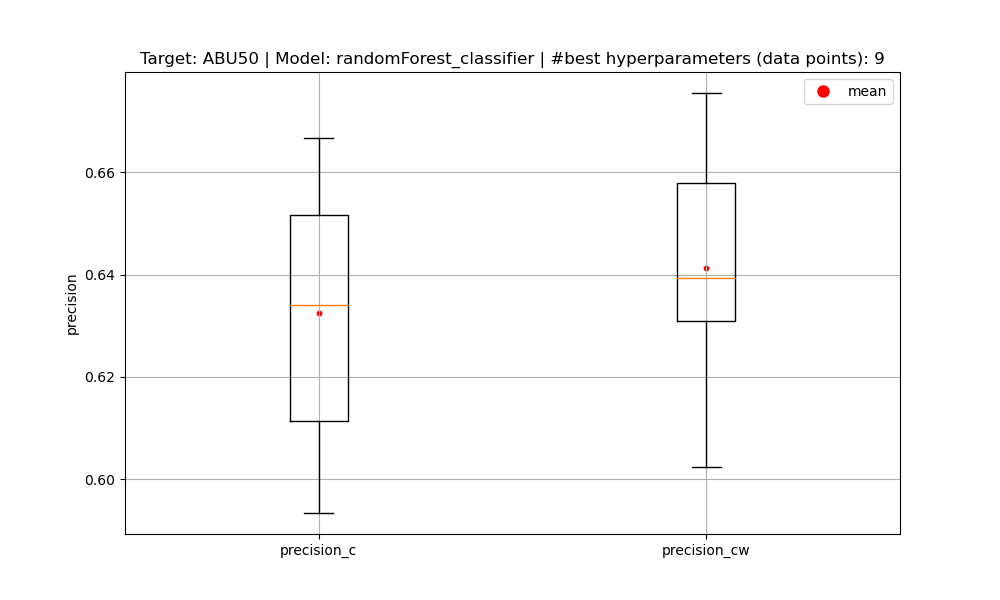 Target: ABU50 | Model: randomForest_classifier | #best hyperparameters (data points): 9
mean
0.66
0.64
0.62
0.60
precision
precision_c
precision_cw